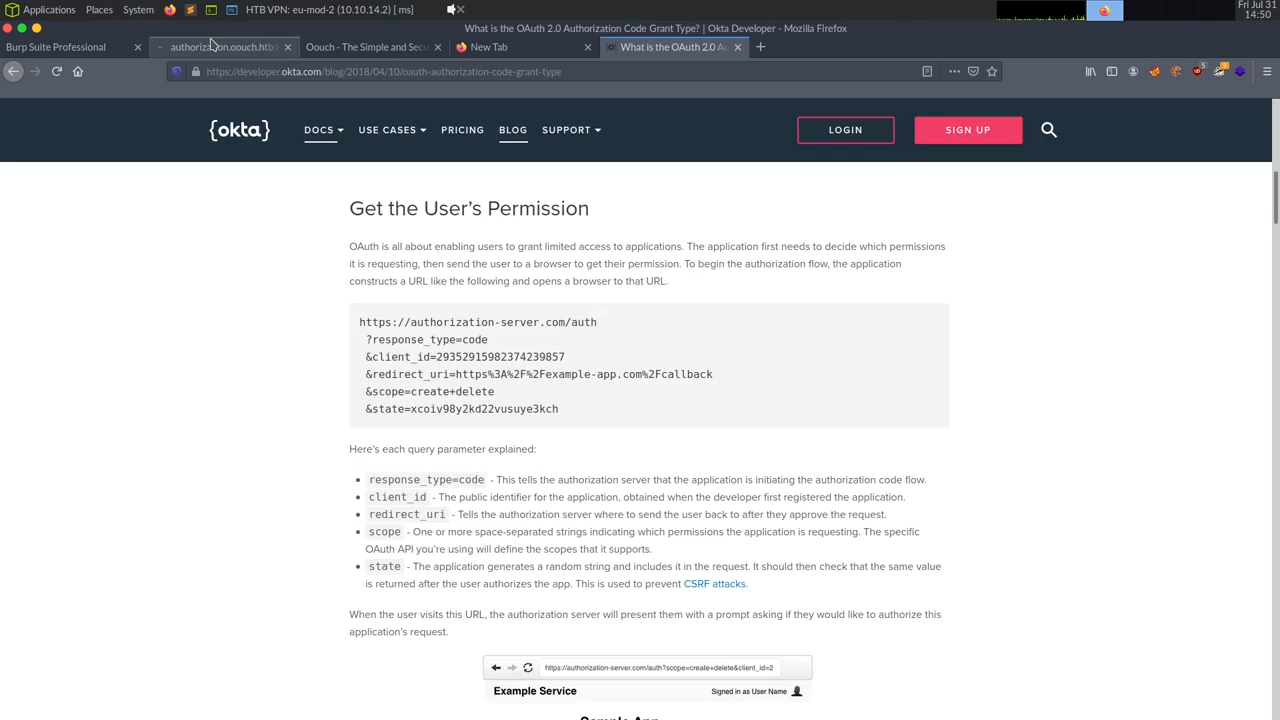 Applications Places System HTB VPN: eu-mod-2 (10.10.14.2) [ms] Fri Jul 31
14:50
What is the OAuth 2.0 Authorization Code Grant Type? | Okta Developer - Mozilla Firefox
Burp Suite Professional authorization.oouch.htb: Oouch - The Simple and Secu New Tab What is the OAuth 2.0 Au
https://developer.okta.com/blog/2018/04/10/oauth-authorization-code-grant-type
{okta} DOCS USE CASES PRICING BLOG SUPPORT LOGIN SIGN UP
Get the User's Permission
OAuth is all about enabling users to grant limited access to applications. The application first needs to decide which permissions
it is requesting, then send the user to a browser to get their permission. To begin the authorization flow, the application
constructs a URL like the following and opens a browser to that URL.
https://authorization-server.com/auth
?response_type=code
&client_id=29352915982374239857
&redirect_uri=https%3A%2F%2Fexample-app.com%2Fcallback
&scope=create+delete
&state=xcoiv98y2kd22vusuye3kch
Here's each query parameter explained:
response_type=code - This tells the authorization server that the application is initiating the authorization code flow.
client_id - The public identifier for the application, obtained when the developer first registered the application.
redirect_uri - Tells the authorization server where to send the user back to after they approve the request.
scope - One or more space-separated strings indicating which permissions the application is requesting. The specific
OAuth API you're using will define the scopes that it supports.
state - The application generates a random string and includes it in the request. It should then check that the same value
is returned after the user authorizes the app. This is used to prevent CSRF attacks.
When the user visits this URL, the authorization server will present them with a prompt asking if they would like to authorize this
application's request.
https://authorization-server.com/auth?scope=create+delete&client_id=2
Example Service Signed in as User Name
Sample App